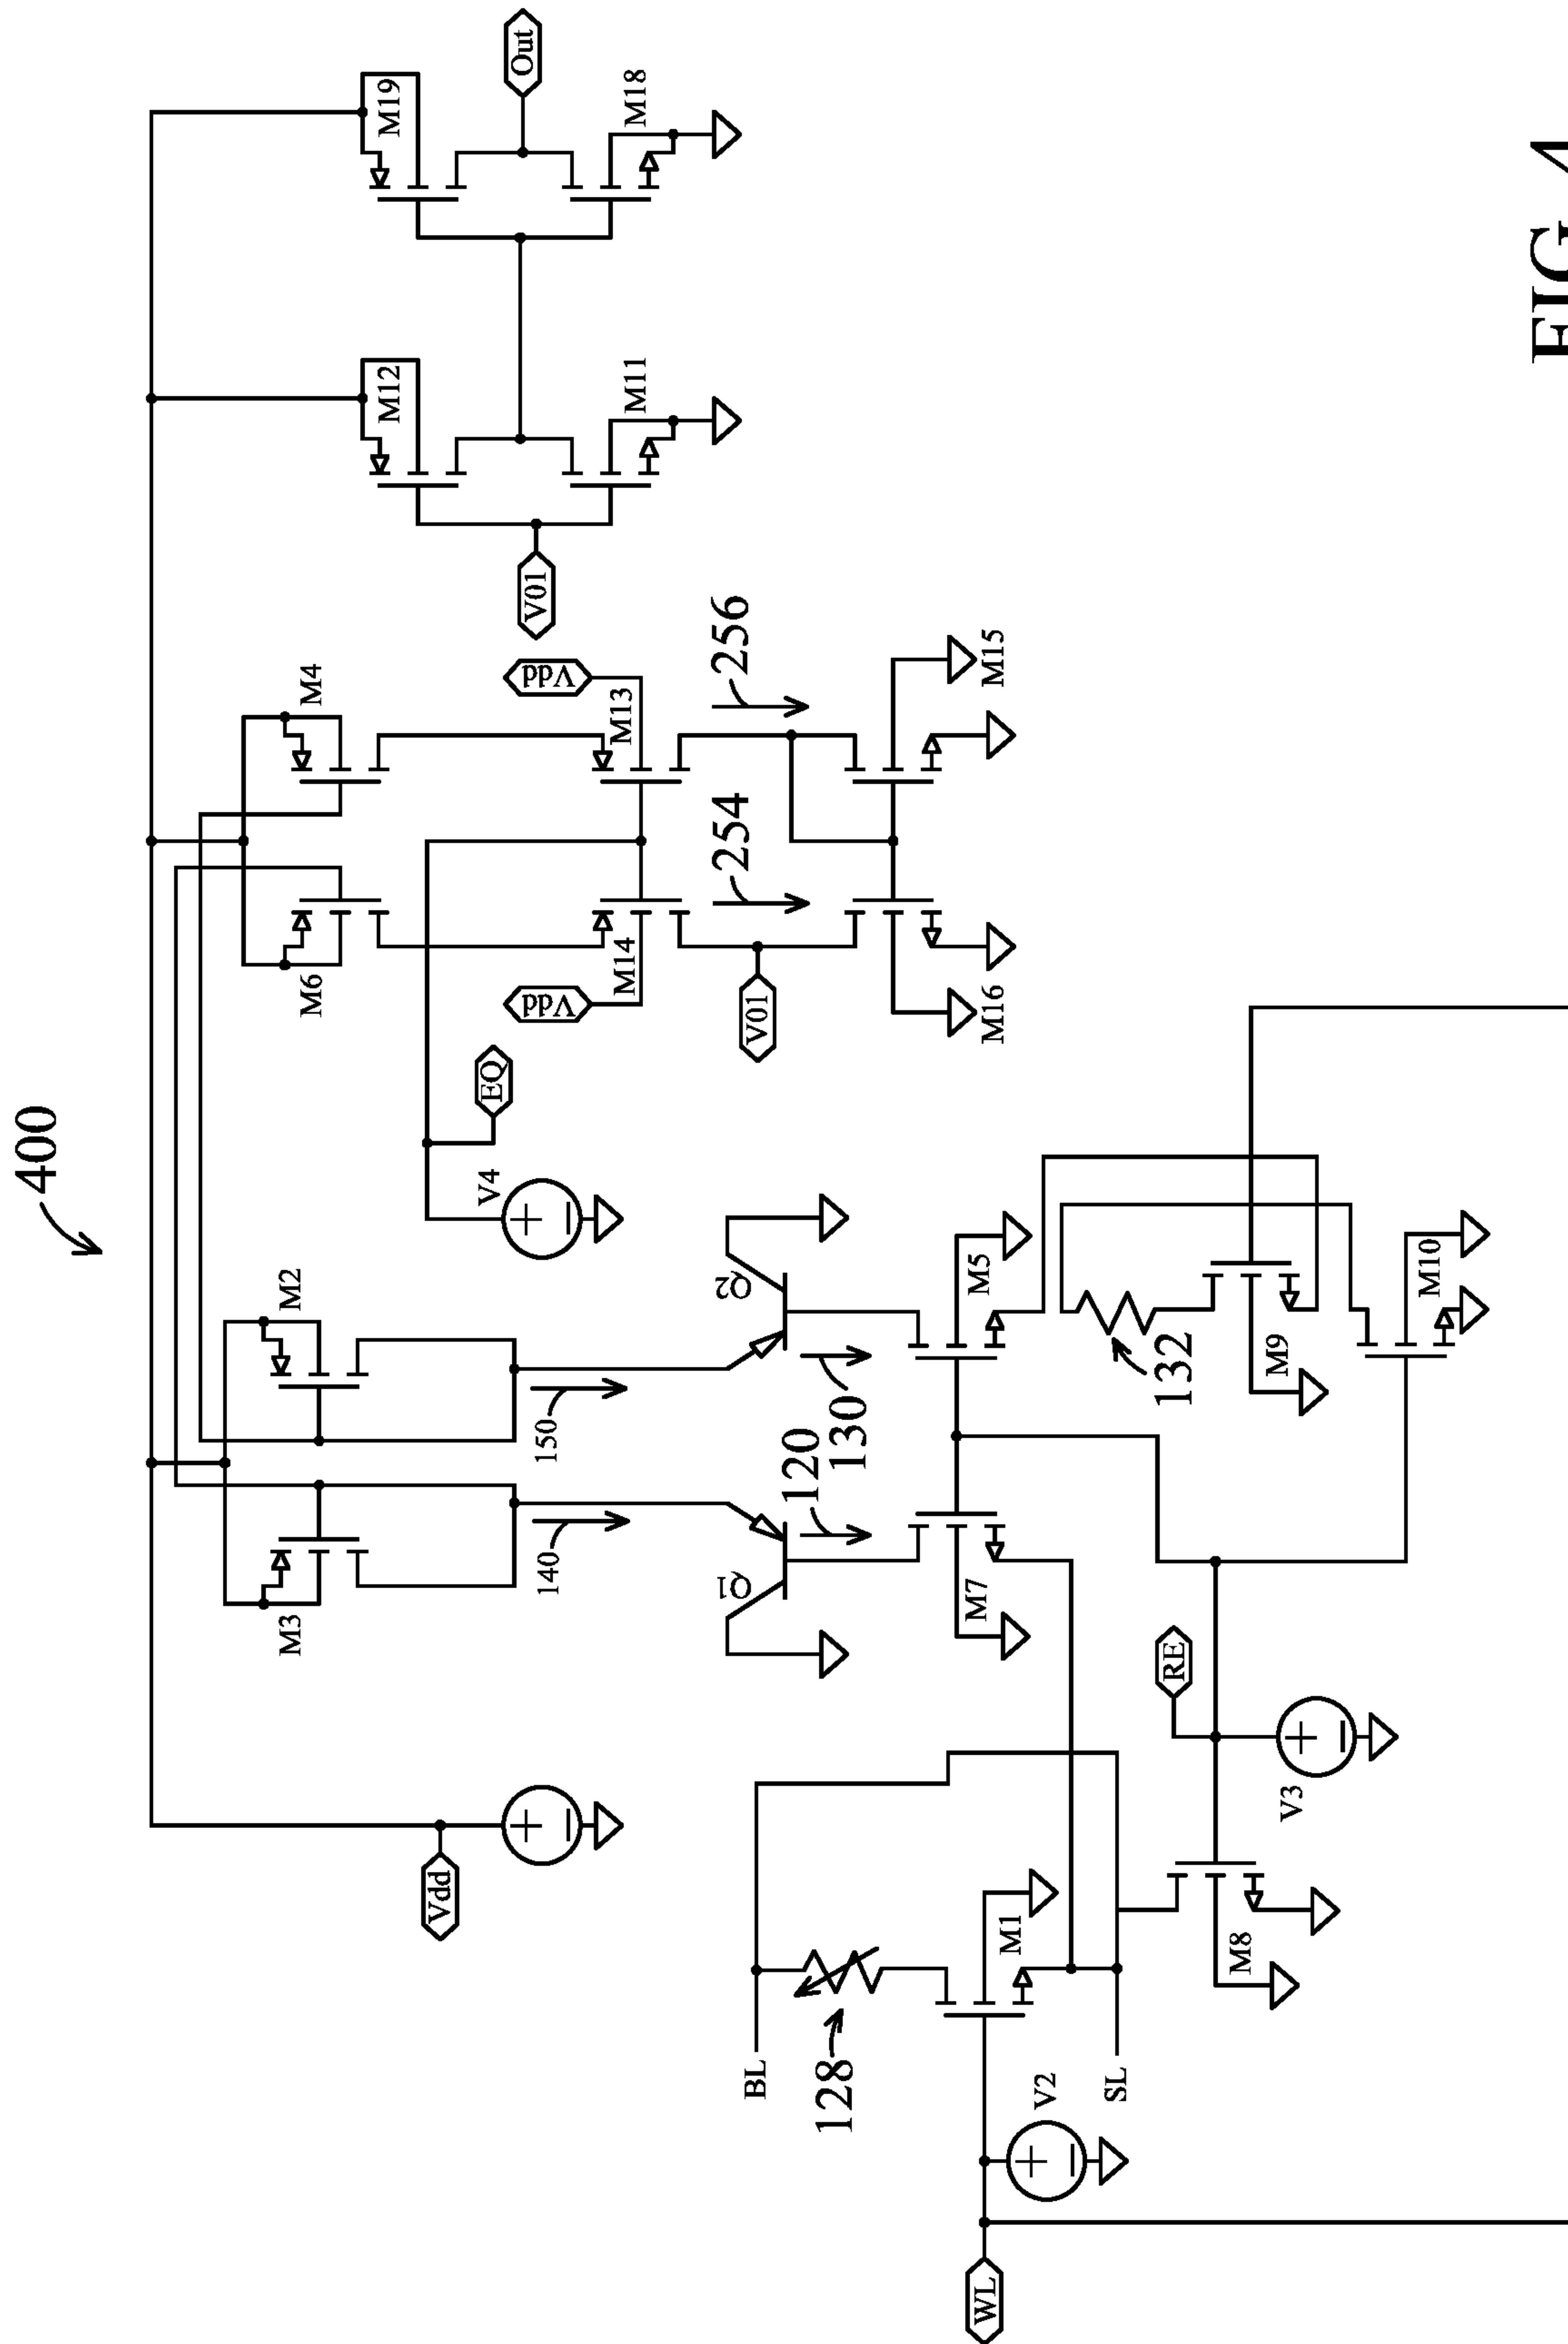 400
Vdd
M3
M2
140
150
Q1
Q2
120
130
V4
EQ
M6
M4
Vdd
Vdd
M14
M13
254
256
V01
M16
M15
V01
M12
M11
M19
M18
Out
BL
128
M1
WL
V2
SL
M7
M5
RE
M8
V3
132
M9
M10
FIG. 4